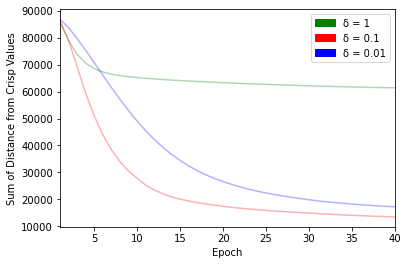 90000
80000
70000
60000
50000
40000
30000
20000
10000
Sum of Distance from Crisp Values
δ = 1
δ = 0.1
δ = 0.01
5 10 15 20 25 30 35 40
Epoch